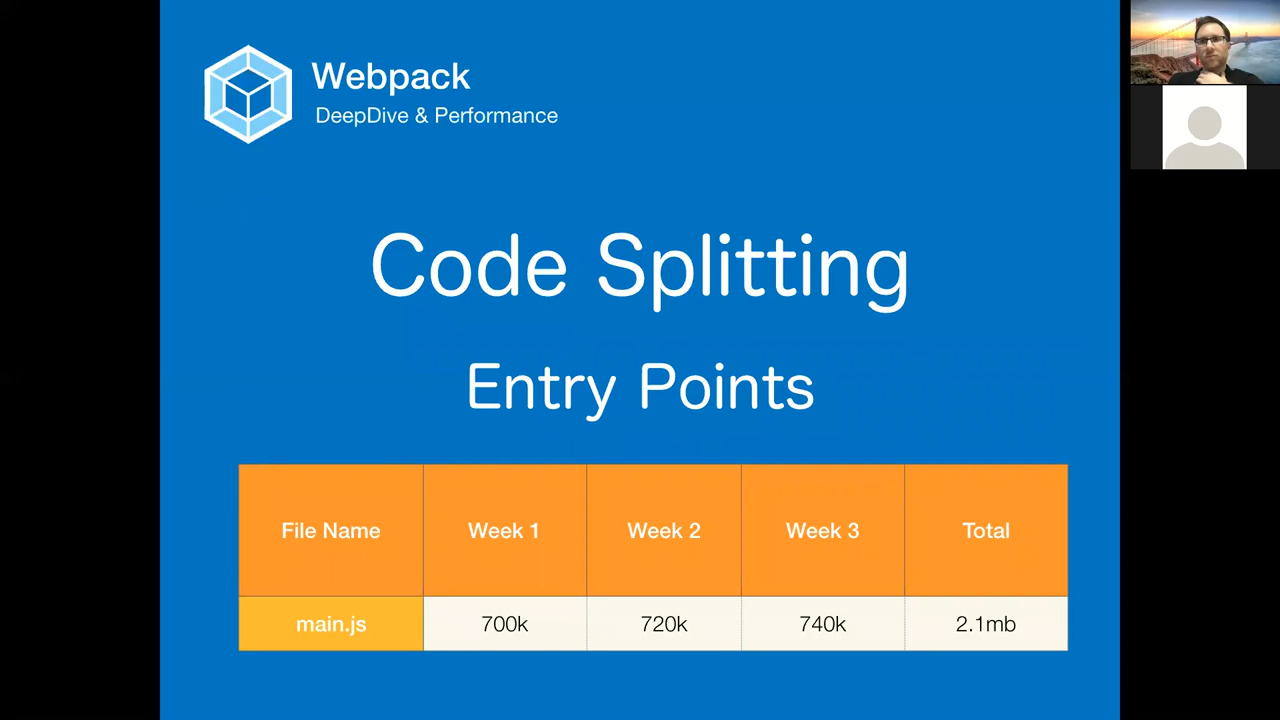 Webpack
DeepDive & Performance
Code Splitting
Entry Points
File Name Week 1 Week 2 Week 3 Total
main.js 700k 720k 740k 2.1mb